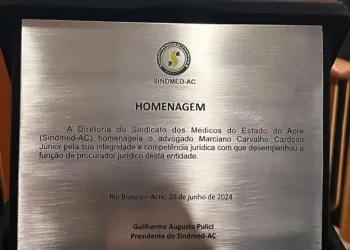 SINDMED-AC
HOMENAGEM
A Diretoria do Sindicato dos Médicos do Estado do Acre
(Sindmed-AC) homenageia o advogado Marciano Carvalho Cardoso
Júnior pela sua integridade e competência jurídica com que desempenhou a
função de procurador jurídico desta entidade.
Rio Branco – Acre, 20 de junho de 2024
Guilherme Augusto Pulici
Presidente do Sindmed-AC